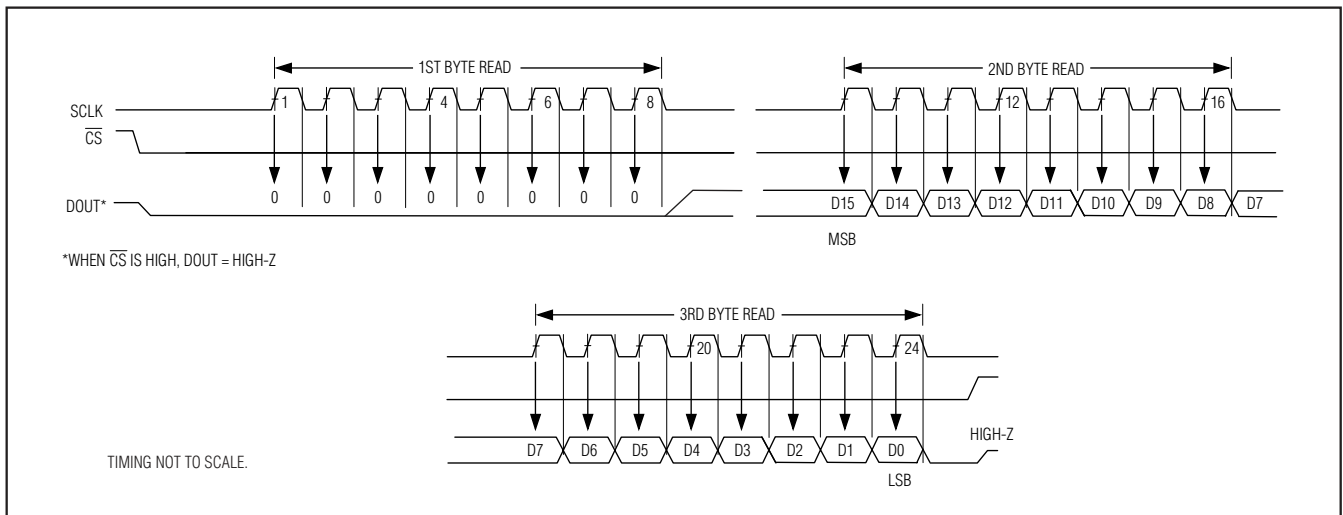 1ST BYTE READ
2ND BYTE READ
SCLK 1 4 6 8 12 16
CS
0 0 0 0 0 0 0 0
DOUT* D15 D14 D13 D12 D11 D10 D9 D8 D7
MSB
*WHEN CS IS HIGH, DOUT = HIGH-Z
3RD BYTE READ
20 24
HIGH-Z
D7 D6 D5 D4 D3 D2 D1 D0
TIMING NOT TO SCALE.
LSB